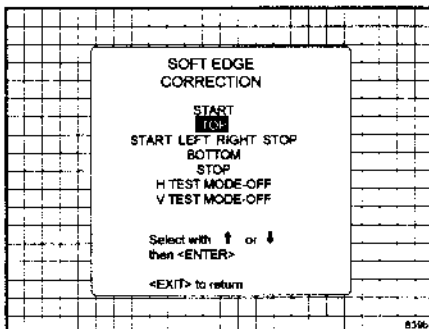 SOFT EDGE
CORRECTION
START
TOP
START LEFT RIGHT STOP
BOTTOM
STOP
H TEST MODE-OFF
V TEST MODE-OFF
Select with ↑ or ↓
then <ENTER>
<EXIT> to return